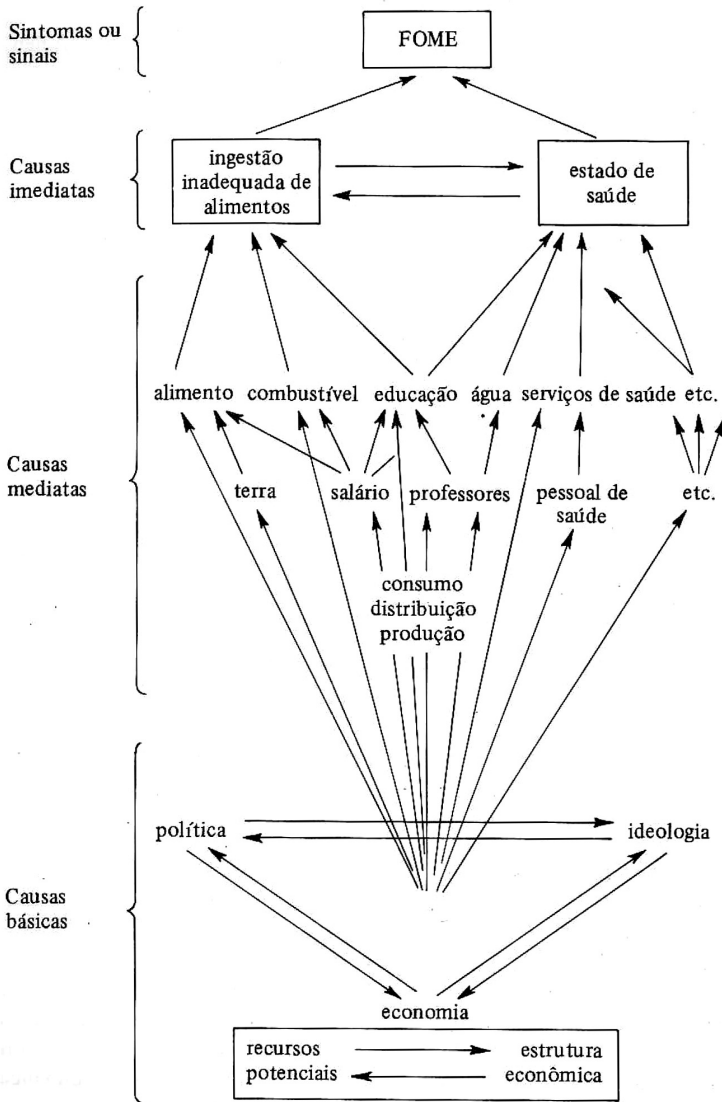 Sintomas ou
sinais
FOME
Causas
imediatas
ingestão
inadequada de
alimentos
estado de
saúde
alimento combustível educação água serviços de saúde etc.
Causas
mediatas
terra salário professores pessoal de
saúde
etc.
consumo
distribuição
produção
política
ideologia
Causas
básicas
economia
recursos
potenciais
estrutura
econômica